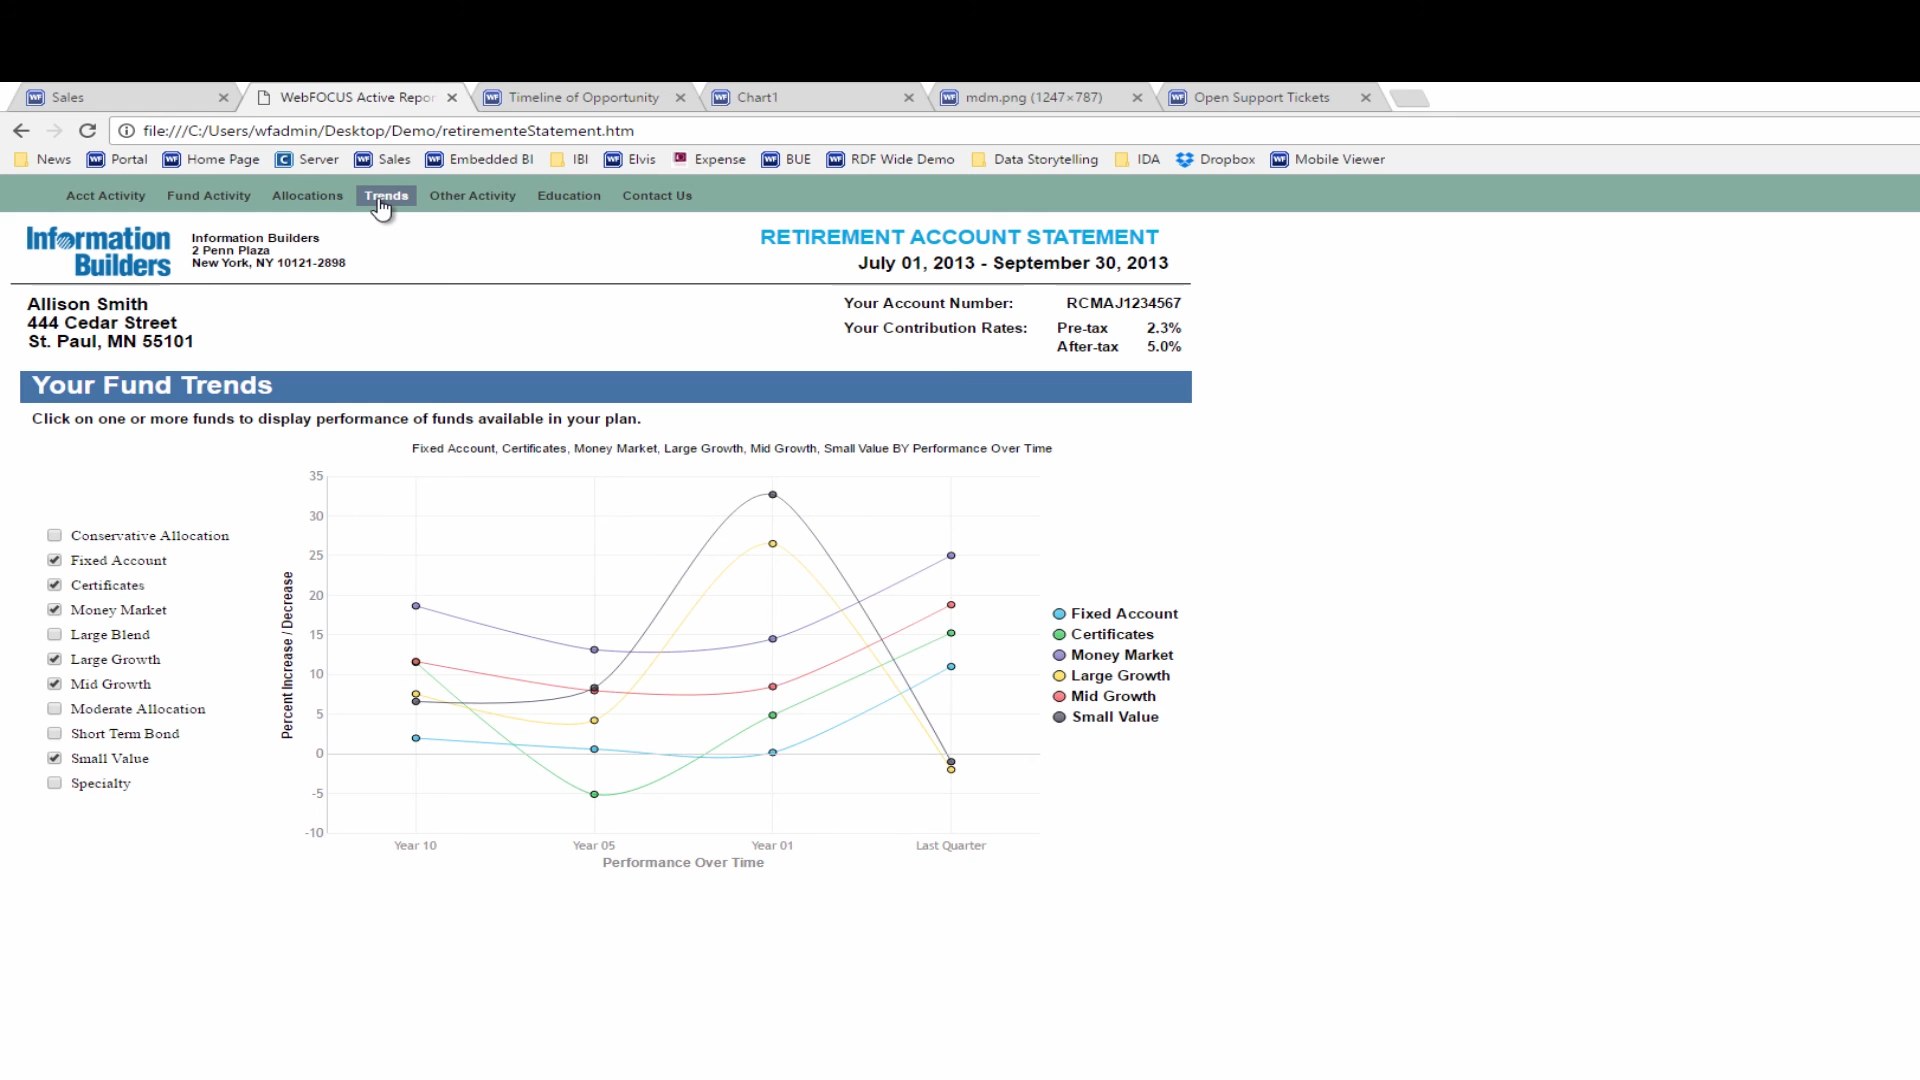 Sales
WebFOCUS Active Repor
Timeline of Opportunity
Chart1
mdm.png (1247×787)
Open Support Tickets
file:///C:/Users/wfadmin/Desktop/Demo/retirementeStatement.htm
News Portal Home Page Server Sales Embedded BI IBI Elvis Expense BUE RDF Wide Demo Data Storytelling IDA Dropbox Mobile Viewer
Acct Activity Fund Activity Allocations Trends Other Activity Education Contact Us
Information
Builders
Information Builders
2 Penn Plaza
New York, NY 10121-2898
RETIREMENT ACCOUNT STATEMENT
July 01, 2013 - September 30, 2013
Allison Smith
444 Cedar Street
St. Paul, MN 55101
Your Account Number: RCMAJ1234567
Your Contribution Rates: Pre-tax 2.3%
After-tax 5.0%
Your Fund Trends
Click on one or more funds to display performance of funds available in your plan.
Conservative Allocation
Fixed Account
Certificates
Money Market
Large Blend
Large Growth
Mid Growth
Moderate Allocation
Short Term Bond
Small Value
Specialty
Fixed Account, Certificates, Money Market, Large Growth, Mid Growth, Small Value BY Performance Over Time
Percent Increase / Decrease
35
30
25
20
15
10
5
0
-5
-10
Year 10 Year 05 Year 01 Last Quarter
Performance Over Time
Fixed Account
Certificates
Money Market
Large Growth
Mid Growth
Small Value